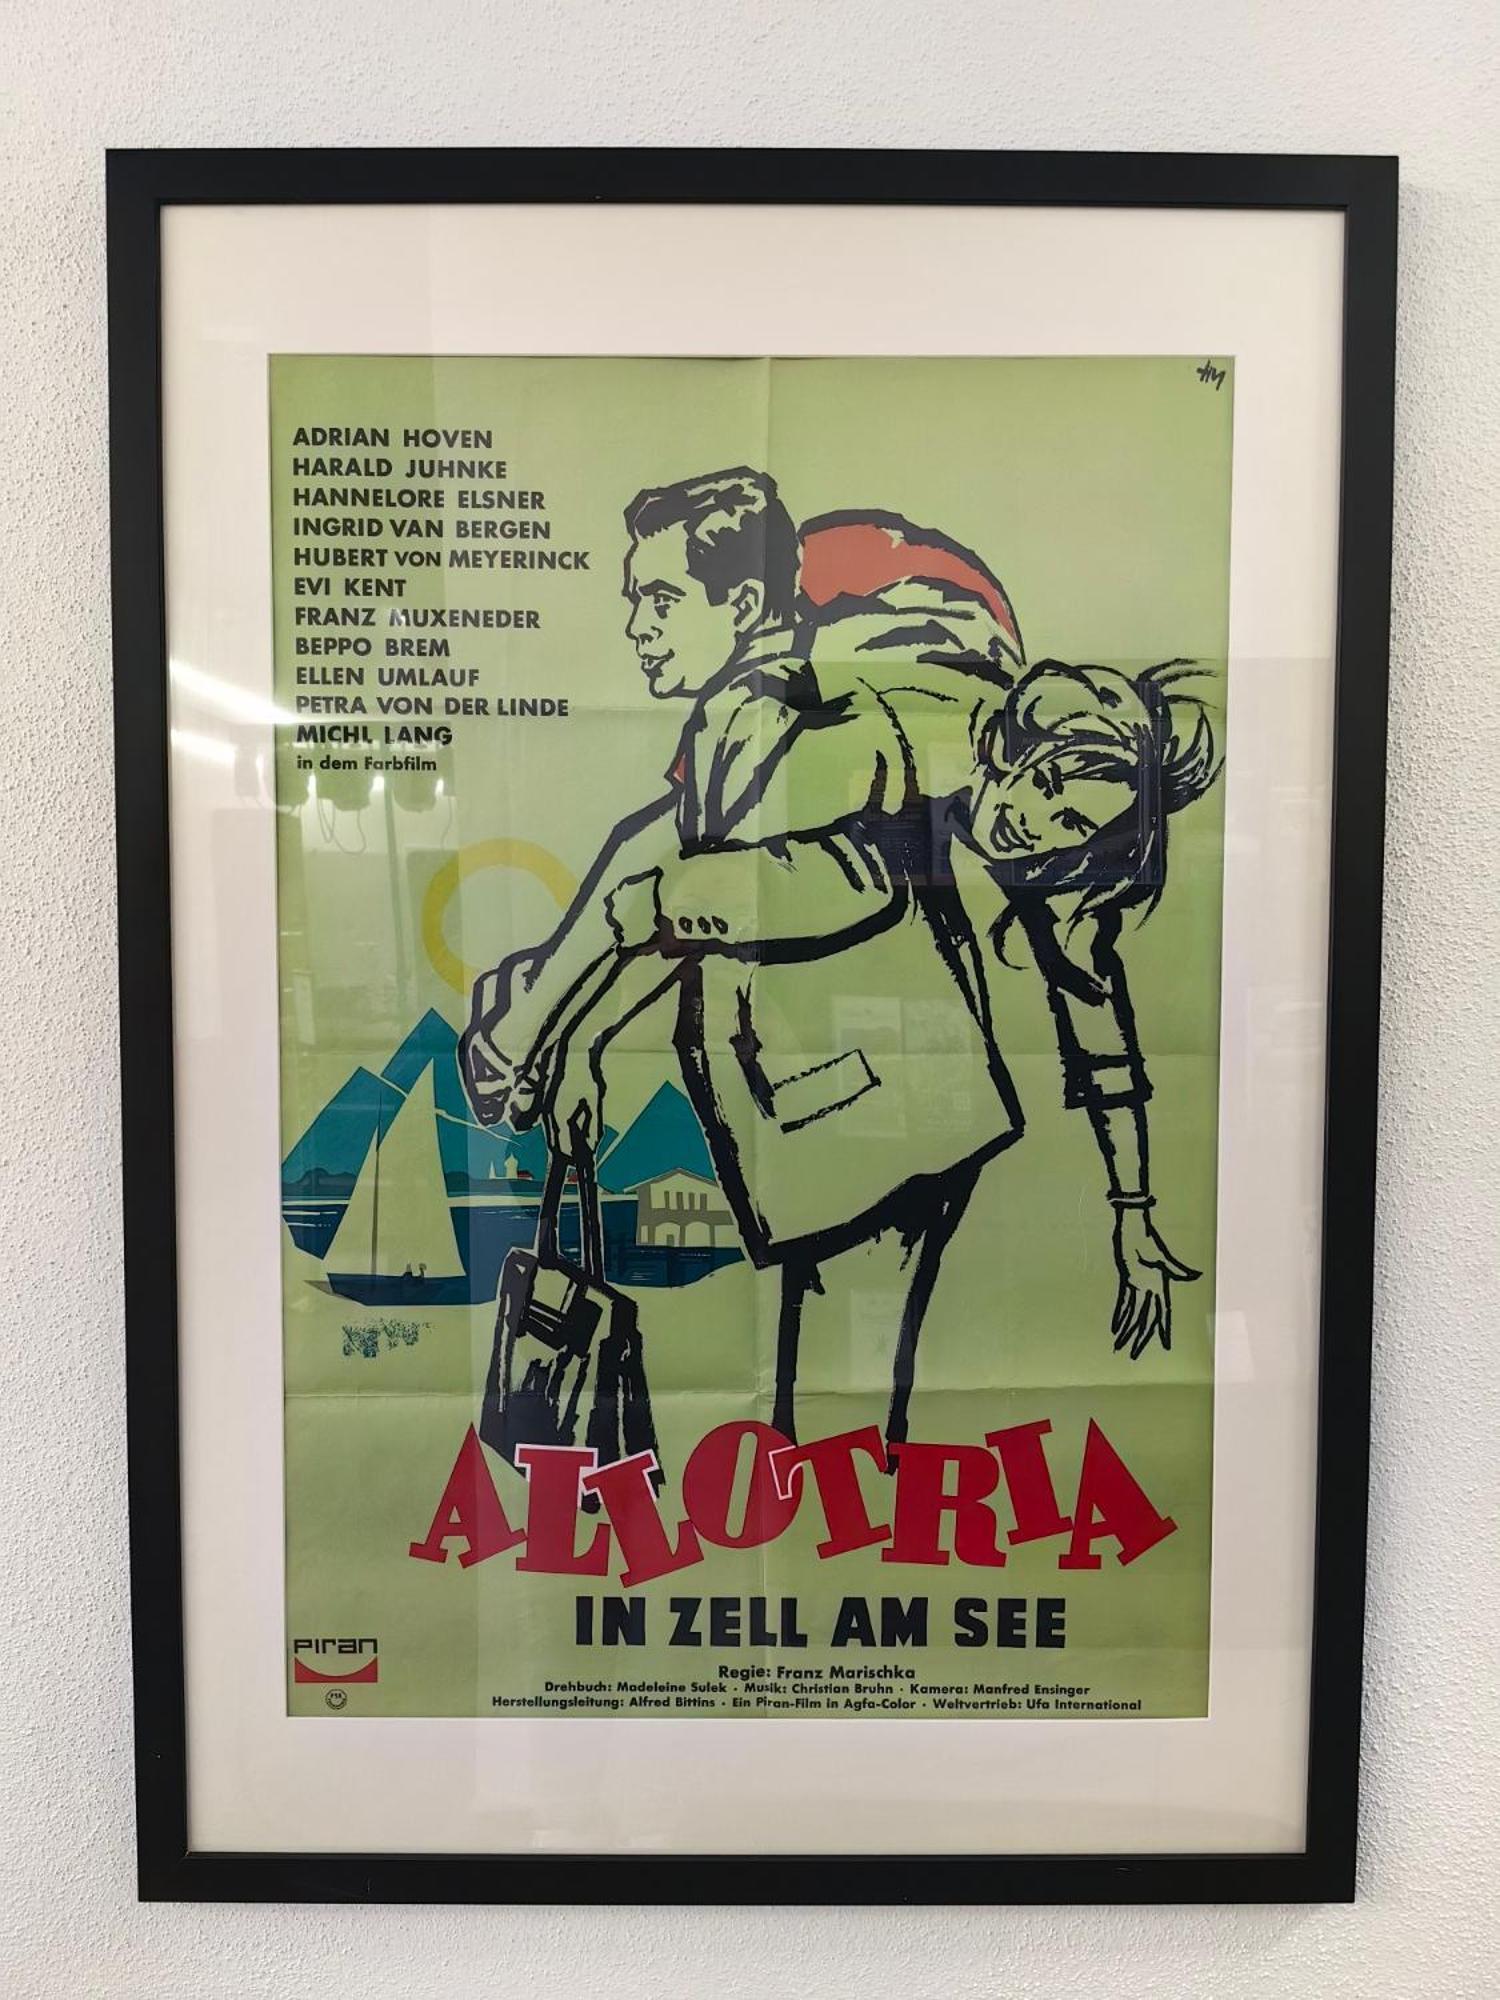 ADRIAN HOVEN
HARALD JUHNKE
HANNELORE ELSNER
INGRID VAN BERGEN
HUBERT VON MEYERINCK
EVI KENT
FRANZ MUXENEDER
BEPPO BREM
ELLEN UMLAUF
PETRA VON DER LINDE
MICHL LANG
in dem Farbfilm
ALLOTRIA
IN ZELL AM SEE
Piran
Regie: Franz Marischka
Drehbuch: Madeleine Sulek · Musik: Christian Bruhn · Kamera: Manfred Ensinger
Herstellungsleitung: Alfred Bittins · Ein Piran-Film in Agfa-Color · Weltvertrieb: Ufa International